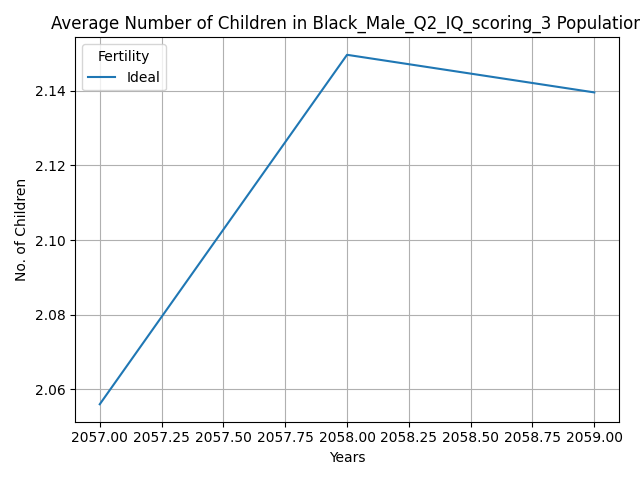 Average Number of Children in Black_Male_Q2_IQ_scoring_3 Population
Fertility
Ideal
No. of Children
2.14
2.12
2.10
2.08
2.06
2057.00 2057.25 2057.50 2057.75 2058.00 2058.25 2058.50 2058.75 2059.00
Years